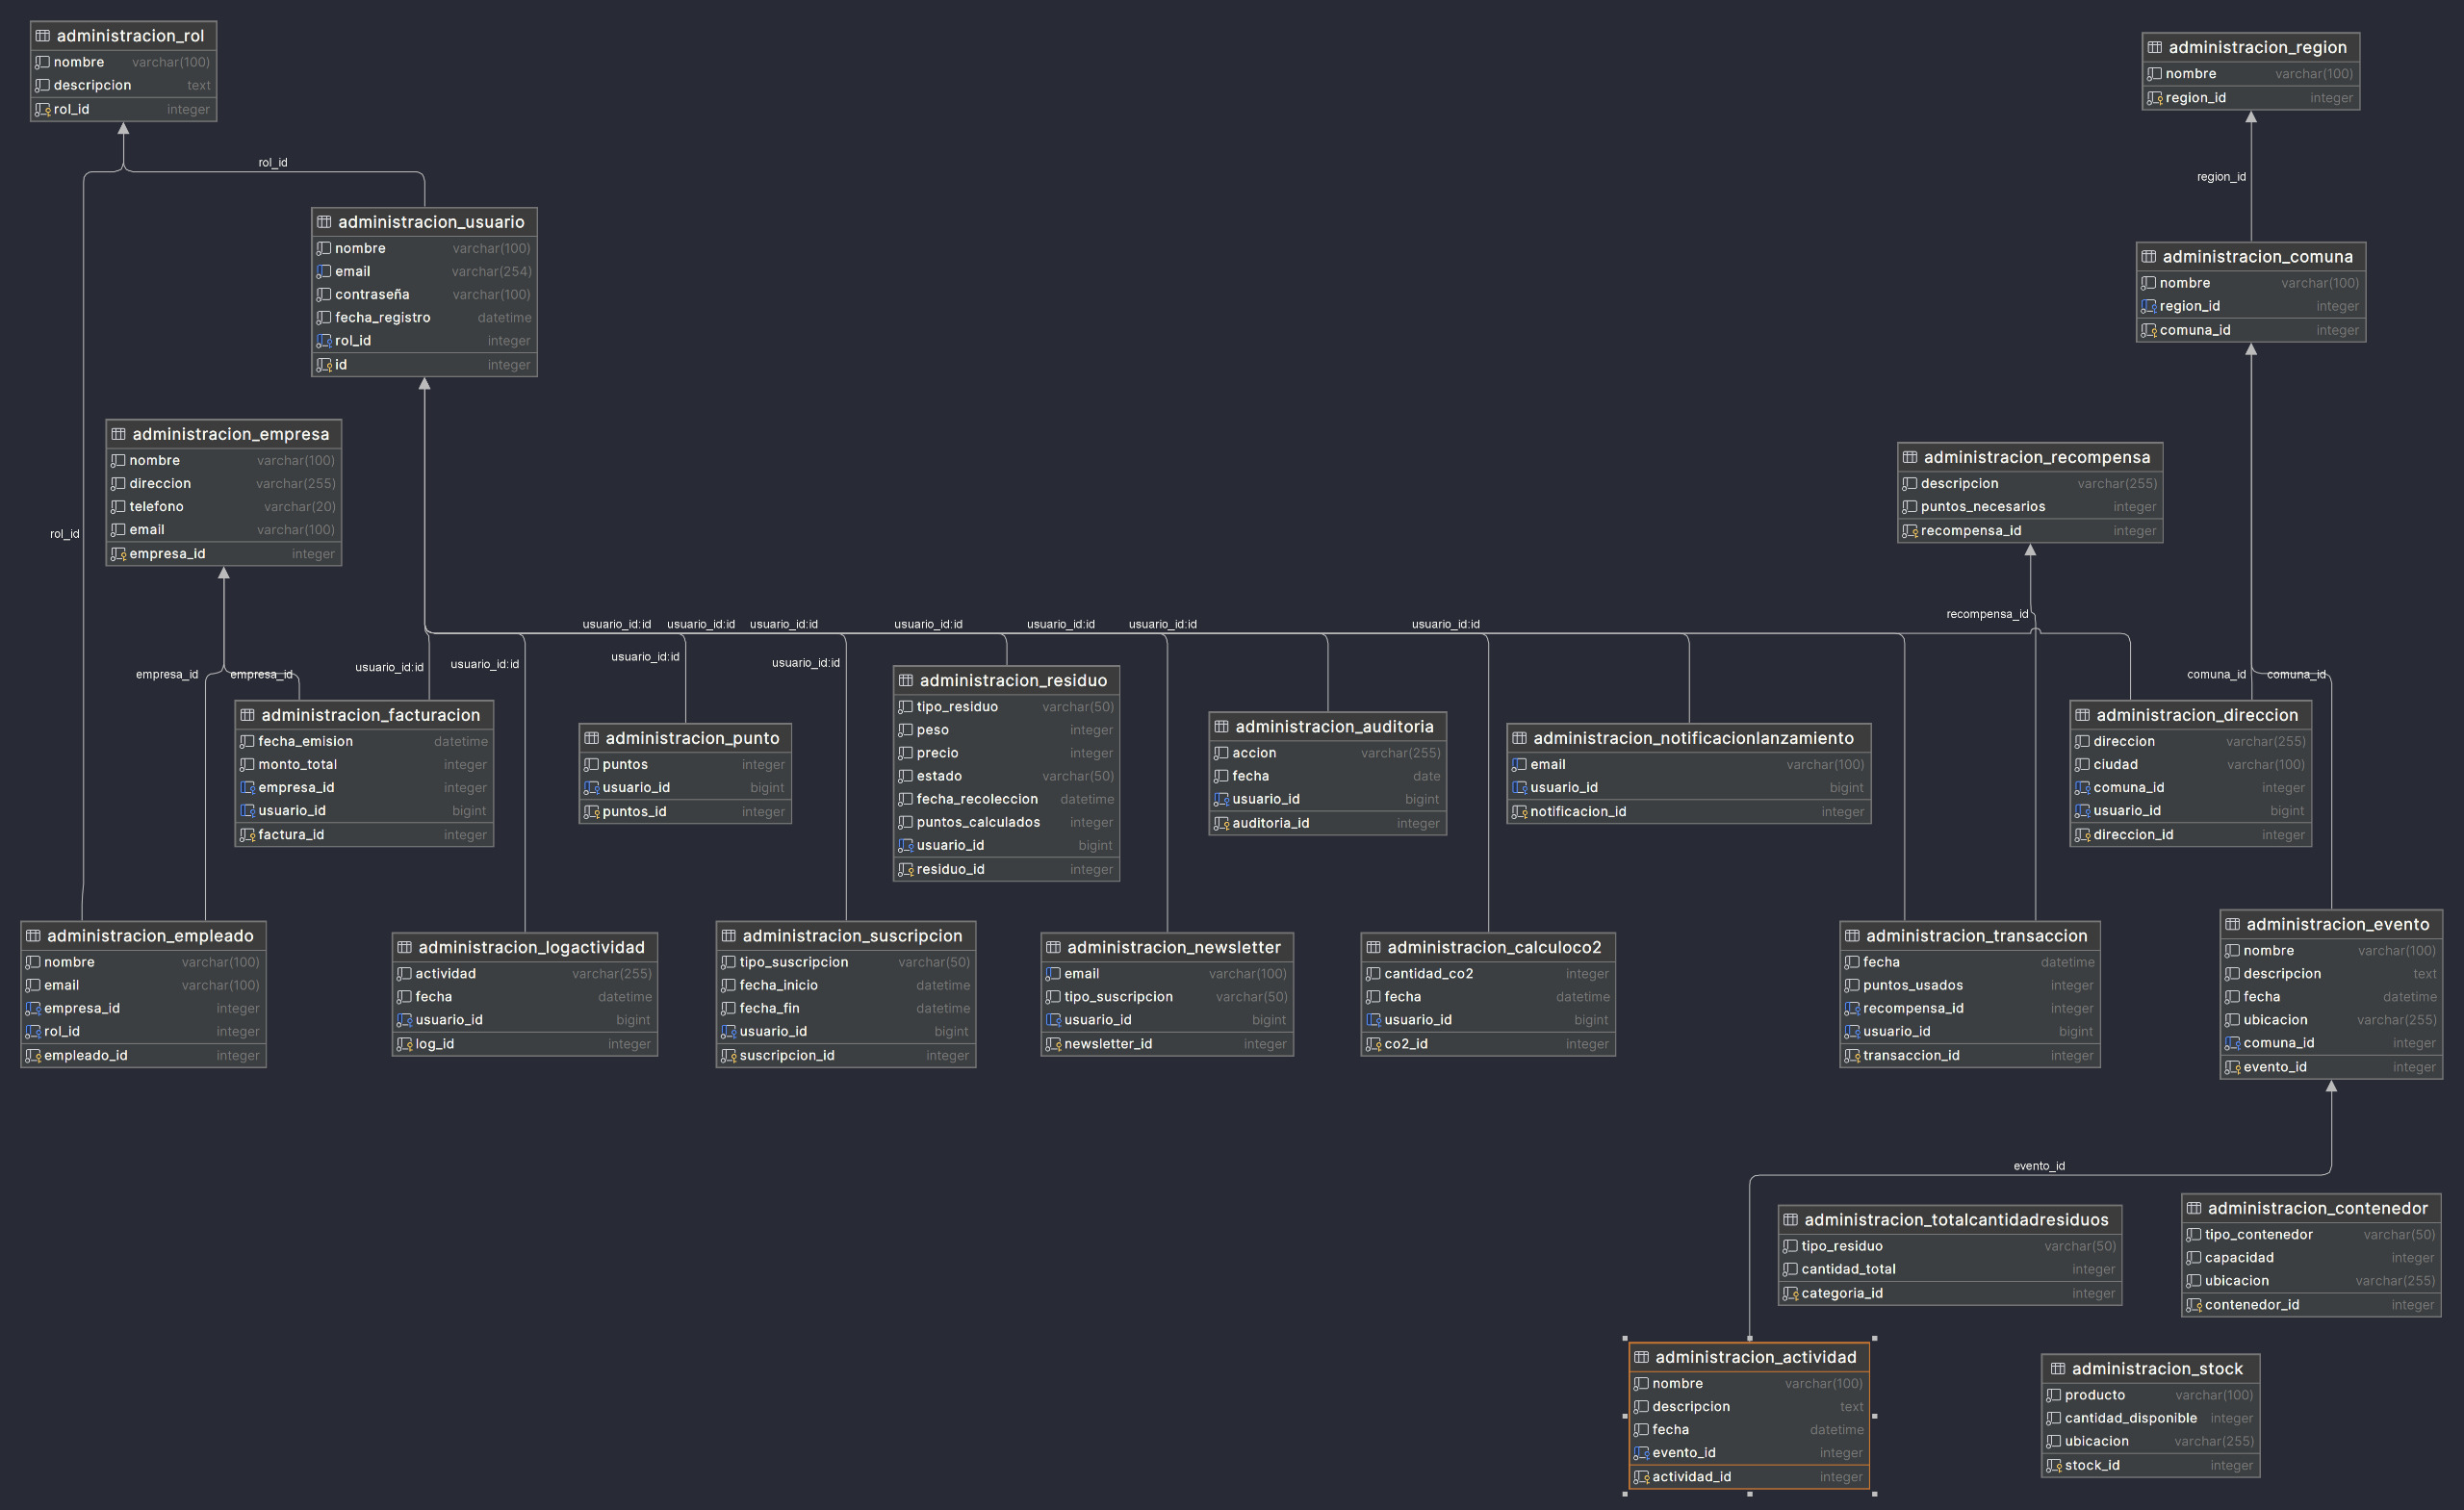 administracion_rol
nombre varchar(100)
descripcion text
rol_id integer
administracion_region
nombre varchar(100)
region_id integer
rol_id
region_id
administracion_usuario
nombre varchar(100)
email varchar(254)
contraseña varchar(100)
fecha_registro datetime
rol_id integer
id integer
administracion_comuna
nombre varchar(100)
region_id integer
comuna_id integer
administracion_empresa
nombre varchar(100)
direccion varchar(255)
telefono varchar(20)
email varchar(100)
empresa_id integer
rol_id
administracion_recompensa
descripcion varchar(255)
puntos_necesarios integer
recompensa_id integer
recompensa_id
usuario_id:id usuario_id:id usuario_id:id usuario_id:id usuario_id:id usuario_id:id usuario_id:id
empresa_id empresa_id usuario_id:id usuario_id:id usuario_id:id usuario_id:id
comuna_id comuna_id
administracion_facturacion
fecha_emision datetime
monto_total integer
empresa_id integer
usuario_id bigint
factura_id integer
administracion_punto
puntos integer
usuario_id bigint
puntos_id integer
administracion_residuo
tipo_residuo varchar(50)
peso integer
precio integer
estado varchar(50)
fecha_recoleccion datetime
puntos_calculados integer
usuario_id bigint
residuo_id integer
administracion_auditoria
accion varchar(255)
fecha date
usuario_id bigint
auditoria_id integer
administracion_notificacionlanzamiento
email varchar(100)
usuario_id bigint
notificacion_id integer
administracion_direccion
direccion varchar(255)
ciudad varchar(100)
comuna_id integer
usuario_id bigint
direccion_id integer
administracion_empleado
nombre varchar(100)
email varchar(100)
empresa_id integer
rol_id integer
empleado_id integer
administracion_logactividad
actividad varchar(255)
fecha datetime
usuario_id bigint
log_id integer
administracion_suscripcion
tipo_suscripcion varchar(50)
fecha_inicio datetime
fecha_fin datetime
usuario_id bigint
suscripcion_id integer
administracion_newsletter
email varchar(100)
tipo_suscripcion varchar(50)
usuario_id bigint
newsletter_id integer
administracion_calculoco2
cantidad_co2 integer
fecha datetime
usuario_id bigint
co2_id integer
administracion_transaccion
fecha datetime
puntos_usados integer
recompensa_id integer
usuario_id bigint
transaccion_id integer
administracion_evento
nombre varchar(100)
descripcion text
fecha datetime
ubicacion varchar(255)
comuna_id integer
evento_id integer
evento_id
administracion_totalcantidadresiduos
tipo_residuo varchar(50)
cantidad_total integer
categoria_id integer
administracion_contenedor
tipo_contenedor varchar(50)
capacidad integer
ubicacion varchar(255)
contenedor_id integer
administracion_actividad
nombre varchar(100)
descripcion text
fecha datetime
evento_id integer
actividad_id integer
administracion_stock
producto varchar(100)
cantidad_disponible integer
ubicacion varchar(255)
stock_id integer